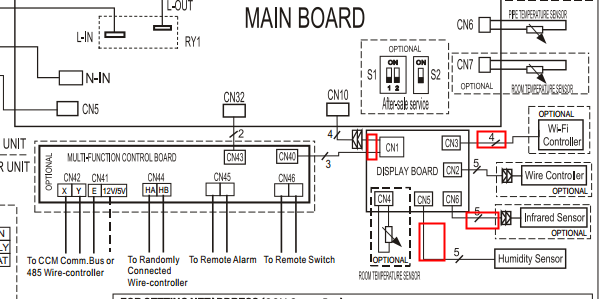 L-OUT
MAIN BOARD
L-IN
RY1
CN6
PIPE TEMPERATURE SENSOR
OPTIONAL
S1
ON
1 2
ON
S2
After-sale service
CN7
OPTIONAL
ROOM TEMPERATURE SENSOR
N-IN
CN5
CN32
CN10
2
4
UNIT
R UNIT
OPTIONAL
MULTI-FUNCTION CONTROL BOARD
CN43
CN40
3
CN1
CN3
4
OPTIONAL
Wi-Fi
Controller
DISPLAY BOARD
CN2
5
Wire Controller
OPTIONAL
CN42
CN41
CN44
CN45
CN46
X Y E 12V/5V HA HB
CN4
CN5
CN6
5
Infrared Sensor
OPTIONAL
OPTIONAL
ROOM TEMPERATURE SENSOR
5
Humidity Sensor
To CCM Comm.Bus or
485 Wire-controller
To Randomly
Connected
Wire-controller
To Remote Alarm
To Remote Switch
N
LY
AT